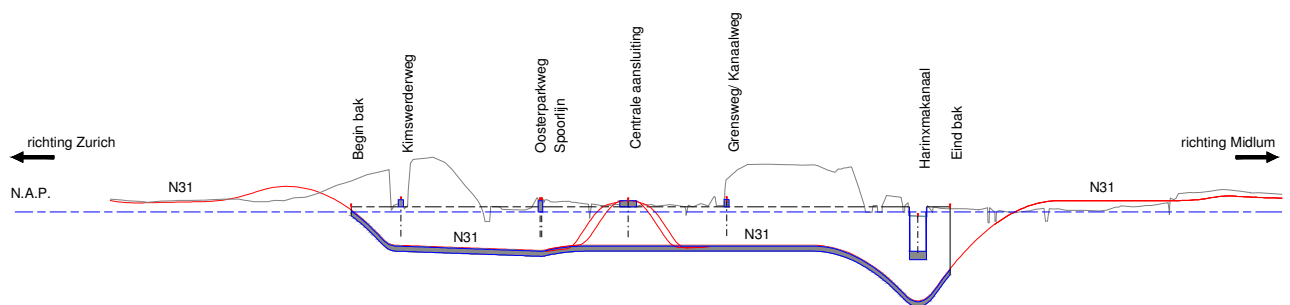 richting Zurich
N.A.P.
N31
Begin bak
Kimswerderweg
N31
Oosterparkweg
Spoorlijn
Centrale aansluiting
Grensweg/ Kanaalweg
N31
Harinxmakanaal
Eind bak
N31
richting Midlum